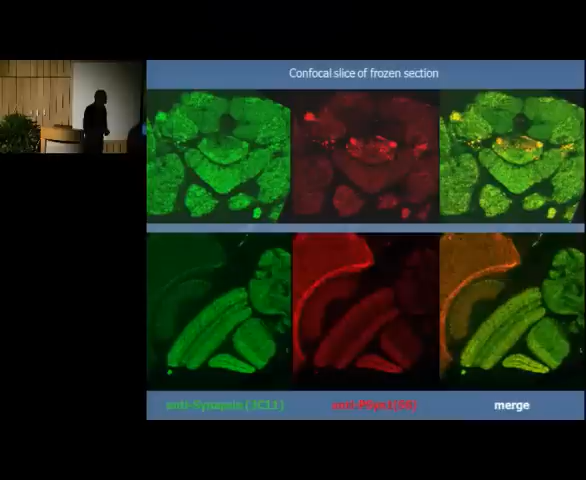 Confocal slice of frozen section
anti-Synapsin (3C11)
merge